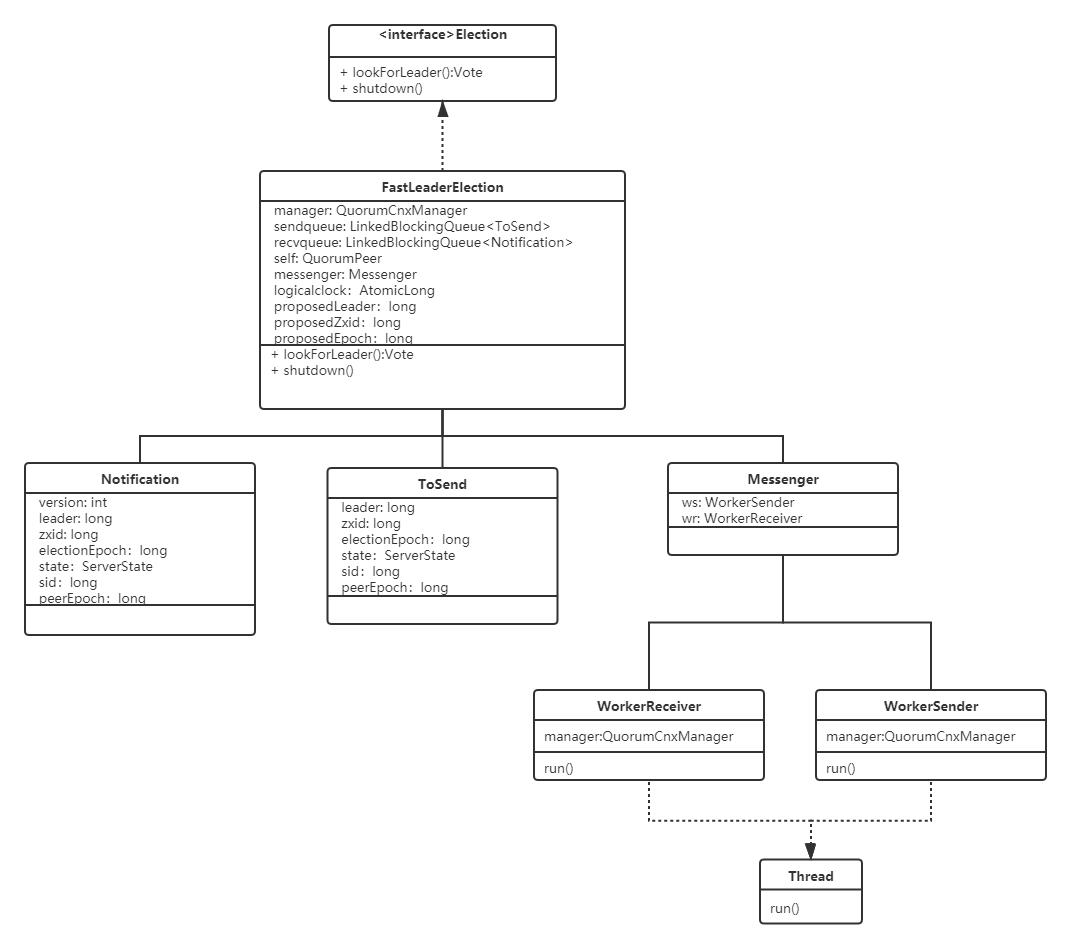 <interface>Election
+ lookForLeader():Vote
+ shutdown()
FastLeaderElection
manager: QuorumCnxManager
sendqueue: LinkedBlockingQueue<ToSend>
recvqueue: LinkedBlockingQueue<Notification>
self: QuorumPeer
messenger: Messenger
logicalclock：AtomicLong
proposedLeader：long
proposedZxid：long
proposedEpoch：long
+ lookForLeader():Vote
+ shutdown()
Notification
version: int
leader: long
zxid: long
electionEpoch：long
state：ServerState
sid：long
peerEpoch：long
ToSend
leader: long
zxid: long
electionEpoch：long
state：ServerState
sid：long
peerEpoch：long
Messenger
ws: WorkerSender
wr: WorkerReceiver
WorkerReceiver
manager:QuorumCnxManager
run()
WorkerSender
manager:QuorumCnxManager
run()
Thread
run()